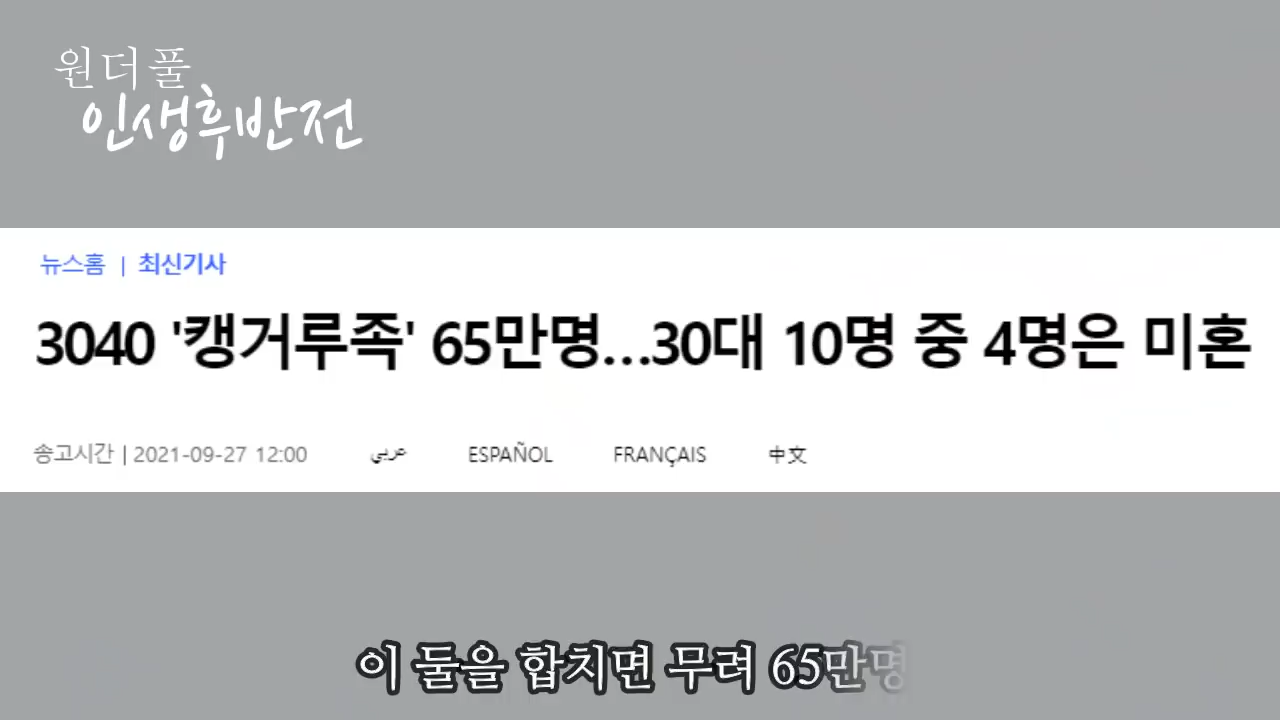 원더풀
인생후반전
뉴스홈 | 최신기사
3040 '캥거루족' 65만명...30대 10명 중 4명은 미혼
송고시간 | 2021-09-27 12:00 عربي ESPAÑOL FRANÇAIS 中文
이 둘을 합치면 무려 65만명